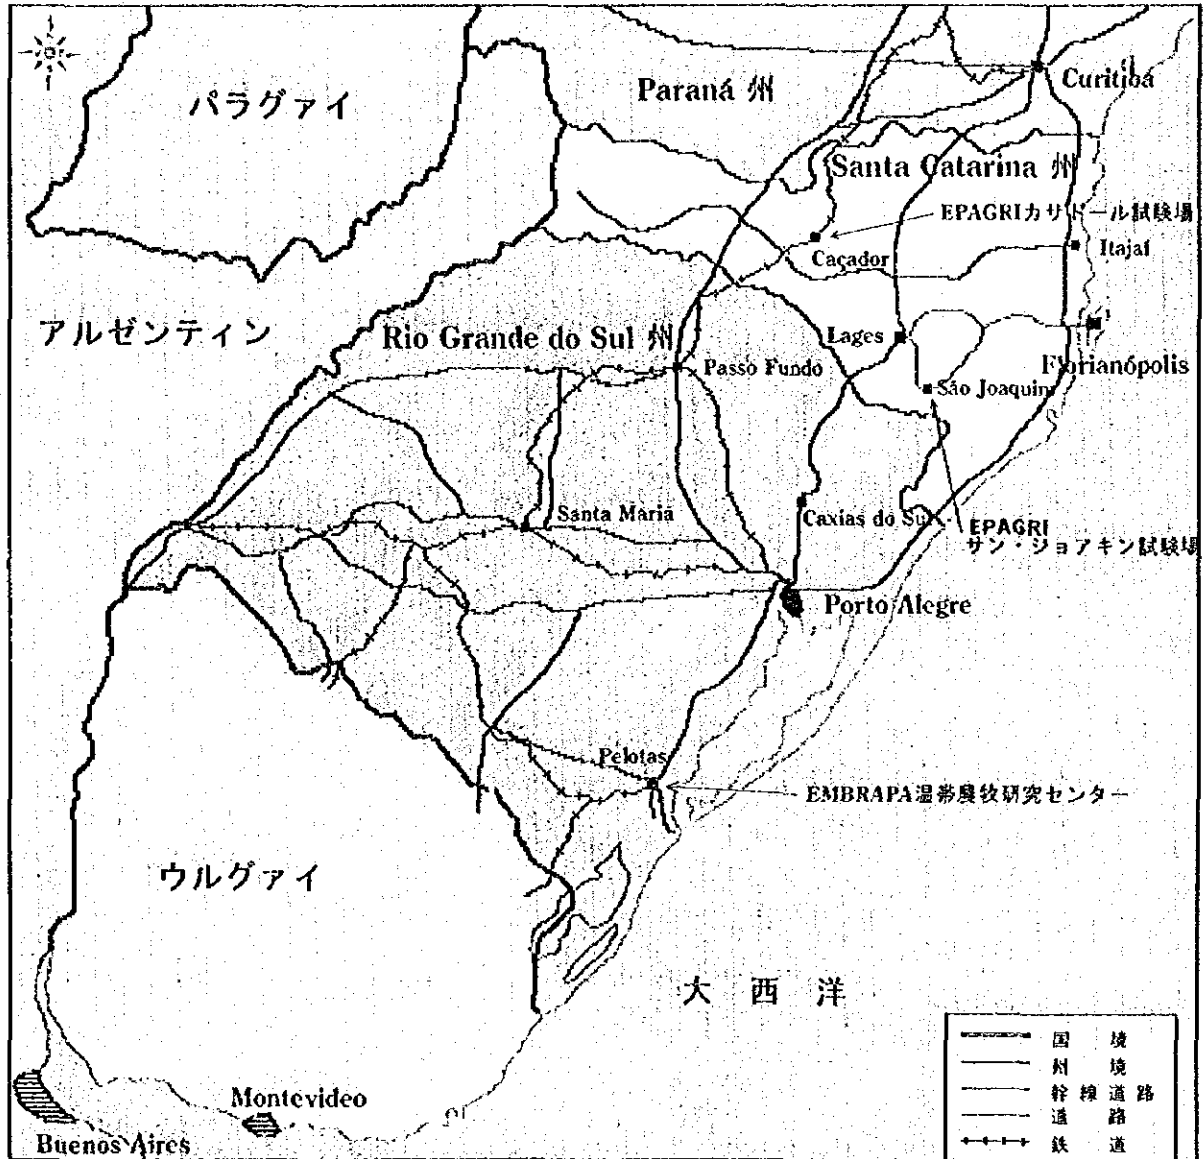 パラグァイ
Paraná 州
Curitibá
Santa Catarina 州
EPAGRIカサドール試験場
Caçador
Itajaí
アルゼンティン
Rio Grande do Sul 州
Lages
Florianópolis
Passo Fundo
São Joaquim
Santa Maria
Caxias do Sul
EPAGRI
サン・ジョアキン試験場
Porto Alegre
Pelotas
EMBRAPA温帯農牧研究センター
ウルグァイ
大西洋
Montevideo
Buenos Aires
国境
州境
幹線道路
道路
鉄道